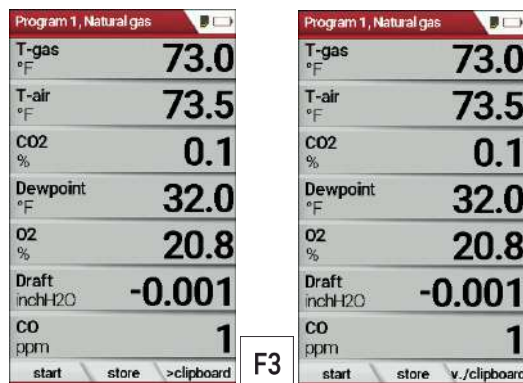 Program 1, Natural gas
T-gas 73.0
°F
T-air 73.5
°F
CO2 0.1
%
Dewpoint 32.0
°F
O2 20.8
%
Draft -0.001
inchH2O
CO 1
ppm
start store >clipboard
F3
Program 1, Natural gas
T-gas 73.0
°F
T-air 73.5
°F
CO2 0.1
%
Dewpoint 32.0
°F
O2 20.8
%
Draft -0.001
inchH2O
CO 1
ppm
start store v./clipboard